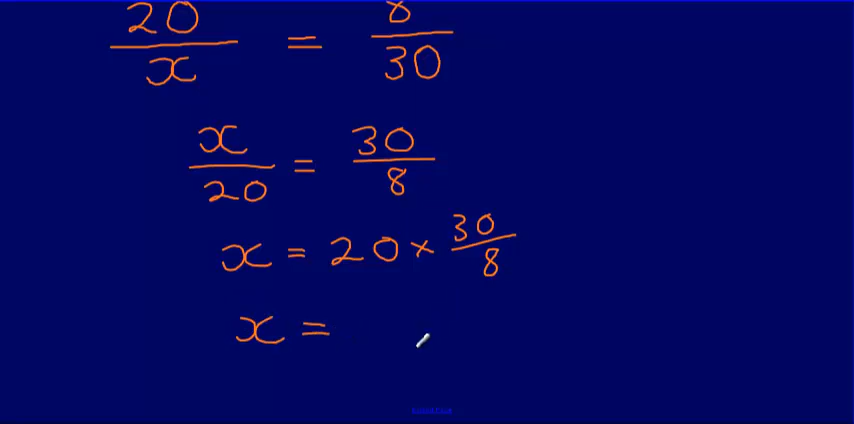 20/x = 8/30
x/20 = 30/8
x = 20 × 30/8
x =